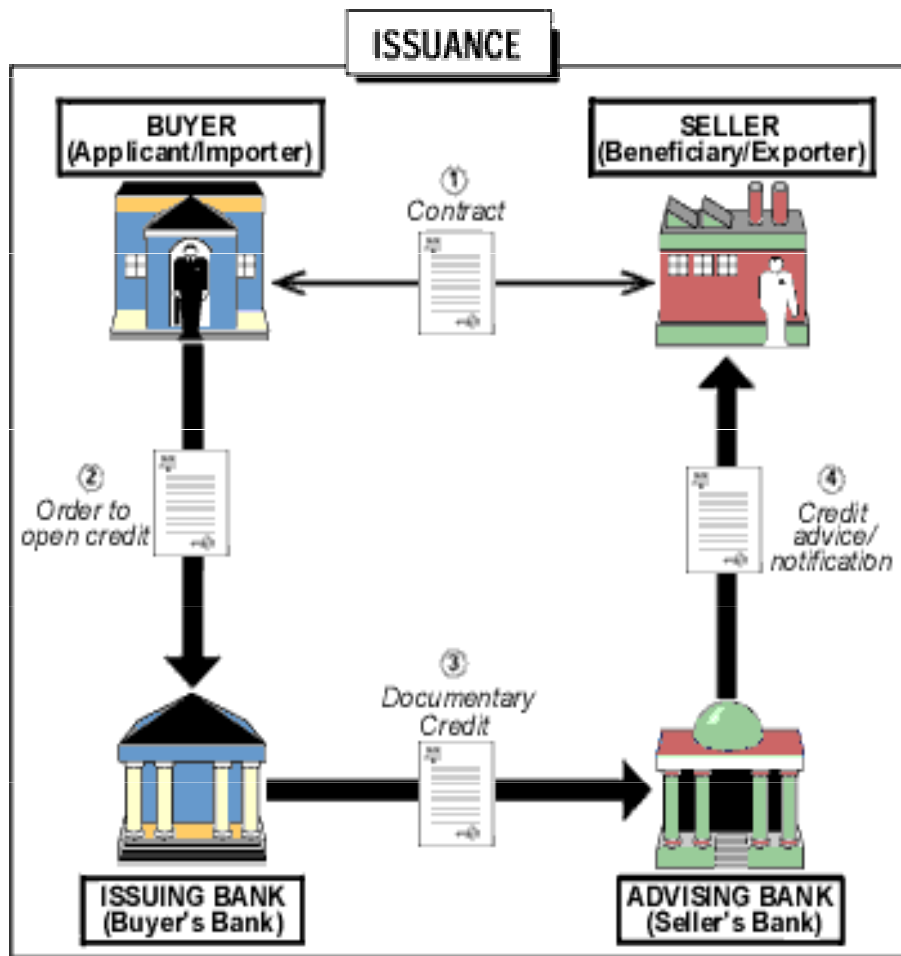 ISSUANCE
BUYER
(Applicant/Importer)
SELLER
(Beneficiary/Exporter)
1
Contract
2
Order to
open credit
4
Credit
advice/
notification
3
Documentary
Credit
ISSUING BANK
(Buyer's Bank)
ADVISING BANK
(Seller's Bank)